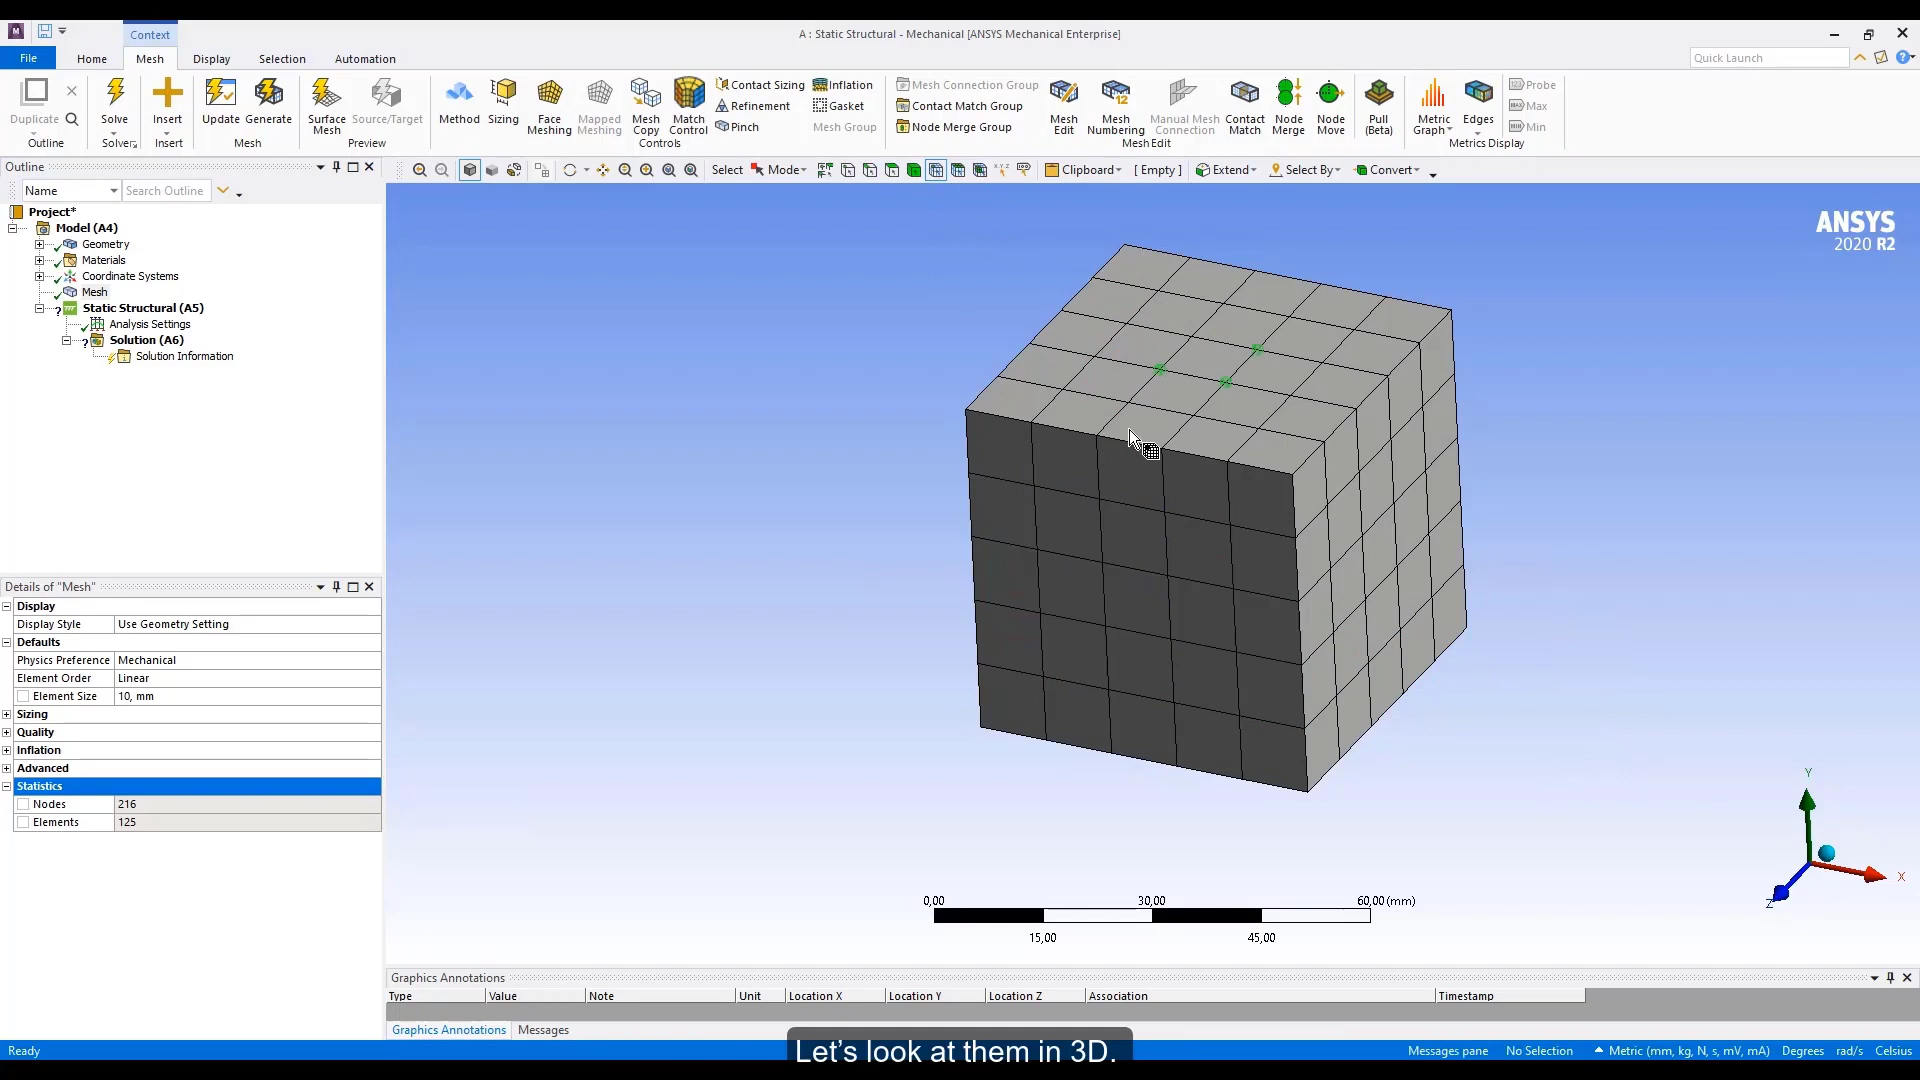 Context
A : Static Structural - Mechanical [ANSYS Mechanical Enterprise]
File
Home
Mesh
Display
Selection
Automation
Quick Launch
Duplicate
Outline
Solve
Solver
Insert
Insert
Update
Generate
Mesh
Surface
Mesh
Source/Target
Preview
Method
Sizing
Face
Meshing
Mapped
Meshing
Mesh
Copy
Match
Control
Contact Sizing
Refinement
Pinch
Inflation
Gasket
Mesh Group
Controls
Mesh Connection Group
Contact Match Group
Node Merge Group
Mesh
Edit
Mesh
Numbering
Manual Mesh
Connection
Contact
Match
Node
Merge
Node
Move
Mesh Edit
Pull
(Beta)
Metric
Graph
Edges
Probe
Max
Min
Metrics Display
Outline
Name
Search Outline
Select
Mode
Clipboard
[ Empty ]
Extend
Select By
Convert
Project*
Model (A4)
Geometry
Materials
Coordinate Systems
Mesh
Static Structural (A5)
Analysis Settings
Solution (A6)
Solution Information
ANSYS
2020 R2
Details of "Mesh"
Display
Display Style Use Geometry Setting
Defaults
Physics Preference Mechanical
Element Order Linear
Element Size 10, mm
Sizing
Quality
Inflation
Advanced
Statistics
Nodes 216
Elements 125
Y
X
Z
0,00 30,00 60,00 (mm)
15,00 45,00
Graphics Annotations
Type Value Note Unit Location X Location Y Location Z Association Timestamp
Graphics Annotations Messages
Let's look at them in 3D.
Ready
Messages pane No Selection Metric (mm, kg, N, s, mV, mA) Degrees rad/s Celsius